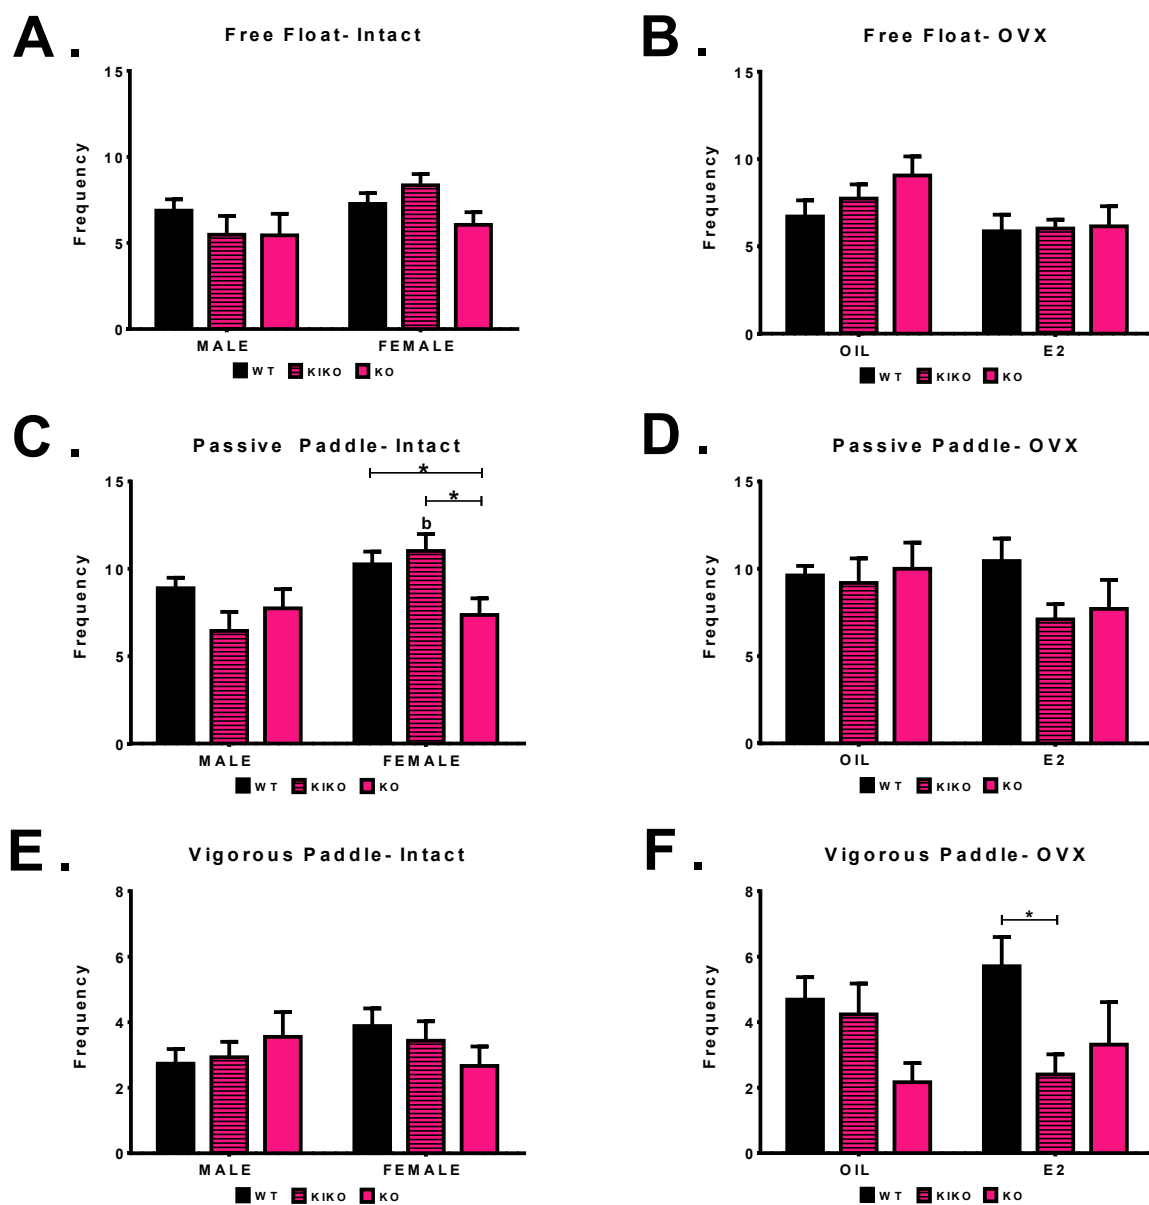 A.
Free Float- Intact
Frequency
15
10
5
0
MALE FEMALE
WT KIKO KO
B.
Free Float- OVX
Frequency
15
10
5
0
OIL E2
WT KIKO KO
C.
Passive Paddle- Intact
Frequency
15
10
5
0
*
*
b
MALE FEMALE
WT KIKO KO
D.
Passive Paddle- OVX
Frequency
15
10
5
0
OIL E2
WT KIKO KO
E.
Vigorous Paddle- Intact
Frequency
8
6
4
2
0
MALE FEMALE
WT KIKO KO
F.
Vigorous Paddle- OVX
Frequency
8
6
4
2
0
*
OIL E2
WT KIKO KO